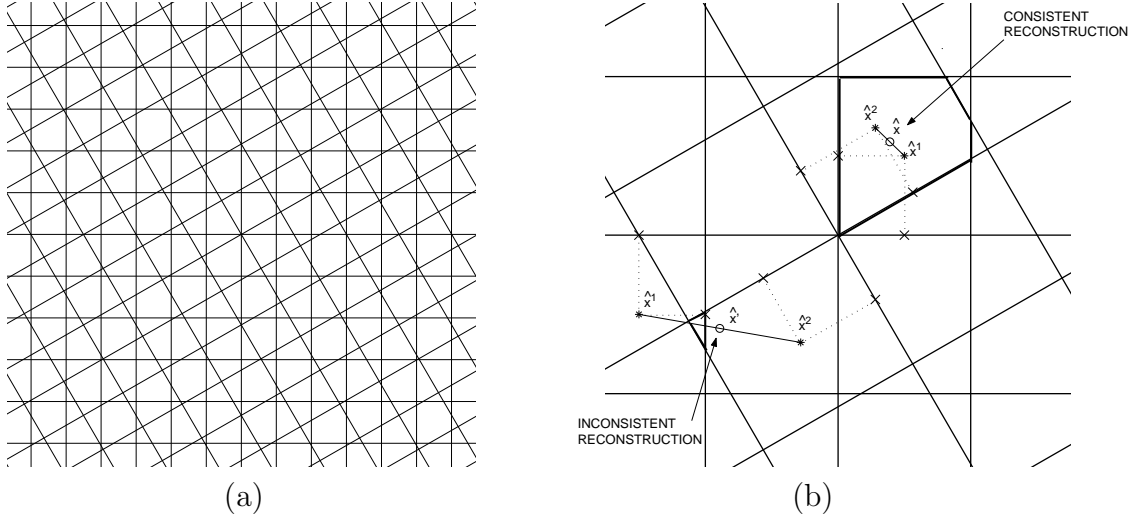 CONSISTENT
RECONSTRUCTION
x̂²
x̂
x̂¹
x̂¹
x̂'
x̂²
INCONSISTENT
RECONSTRUCTION
(a)
(b)